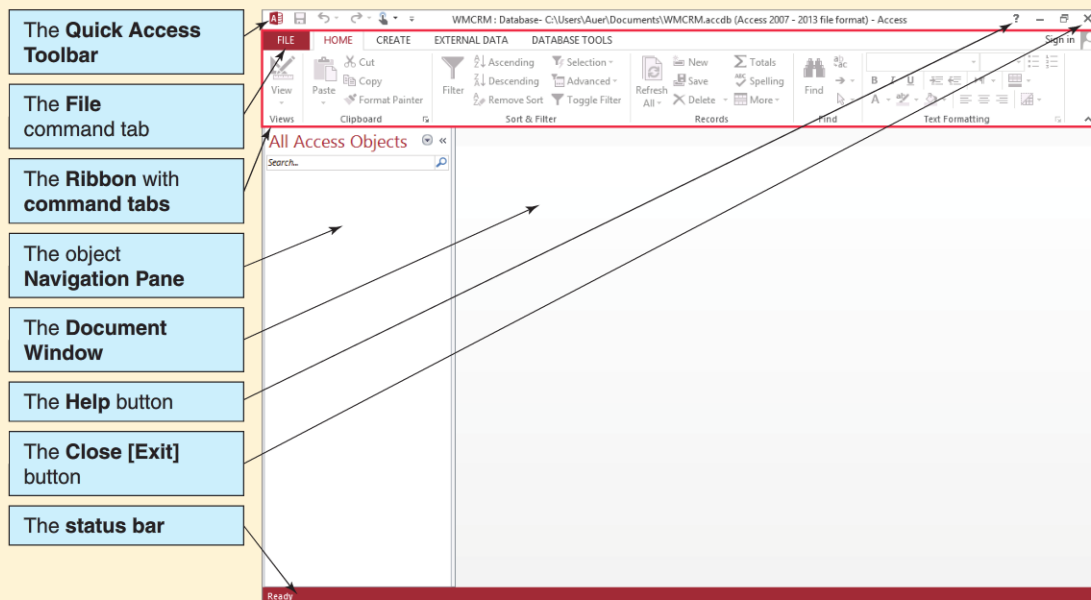 The Quick Access
Toolbar
The File
command tab
The Ribbon with
command tabs
The object
Navigation Pane
The Document
Window
The Help button
The Close [Exit]
button
The status bar
WMCRM : Database- C:\Users\Auer\Documents\WMCRM.accdb (Access 2007 - 2013 file format) - Access
?
FILE HOME CREATE EXTERNAL DATA DATABASE TOOLS Sign in
View
Views
Paste
Cut
Copy
Format Painter
Clipboard
Filter
Ascending
Descending
Remove Sort
Selection
Advanced
Toggle Filter
Sort & Filter
Refresh
All
New
Save
Delete
Totals
Spelling
More
Records
Find
Find
B I U
A
Text Formatting
All Access Objects
Search...
Ready